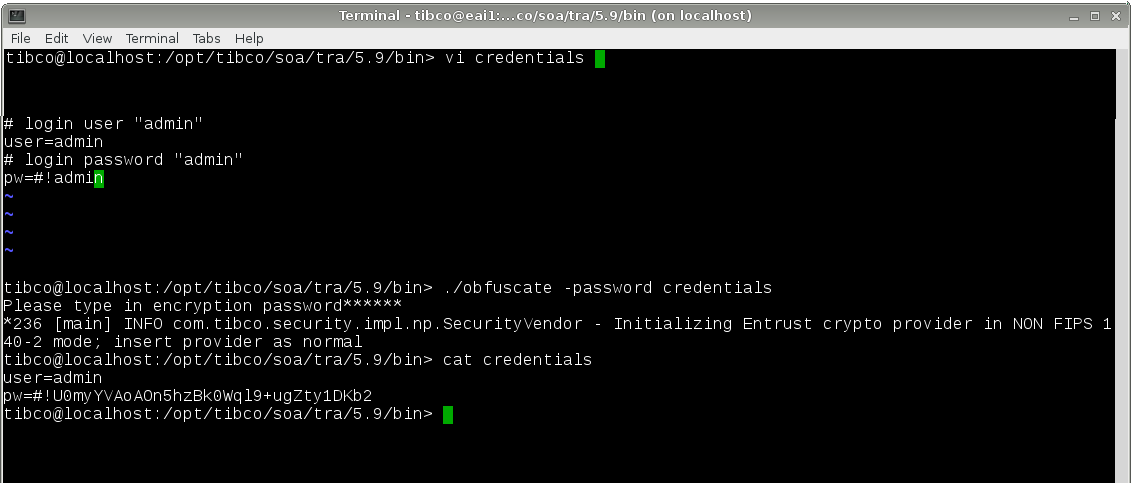 Terminal - tibco@eai1:...co/soa/tra/5.9/bin (on localhost)
File Edit View Terminal Tabs Help
tibco@localhost:/opt/tibco/soa/tra/5.9/bin> vi credentials
# login user "admin"
user=admin
# login password "admin"
pw=#!admin
~
~
~
~
tibco@localhost:/opt/tibco/soa/tra/5.9/bin> ./obfuscate -password credentials
Please type in encryption password******
*236 [main] INFO com.tibco.security.impl.np.SecurityVendor - Initializing Entrust crypto provider in NON FIPS 1
40-2 mode; insert provider as normal
tibco@localhost:/opt/tibco/soa/tra/5.9/bin> cat credentials
user=admin
pw=#!U0myYVAoAOn5hzBk0Wql9+ugZty1DKb2
tibco@localhost:/opt/tibco/soa/tra/5.9/bin>